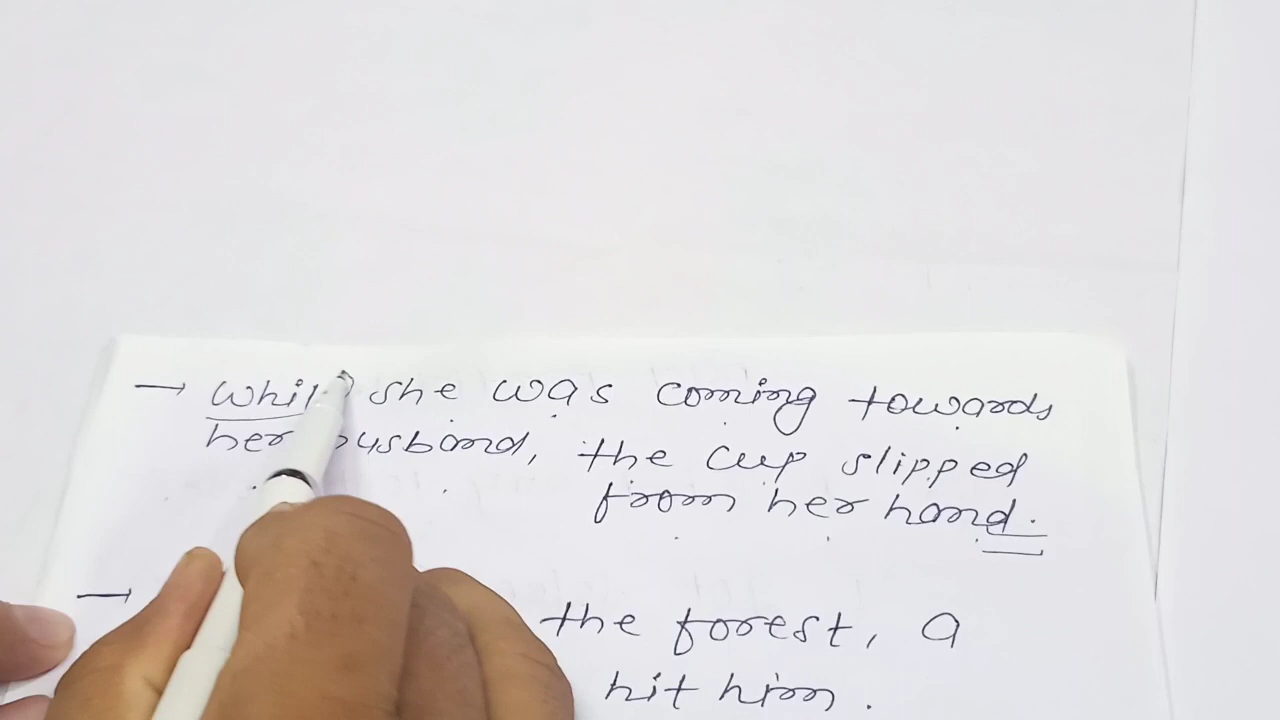 → While she was coming towards
her husband, the cup slipped
from her hand.
→ the forest, a
hit him.